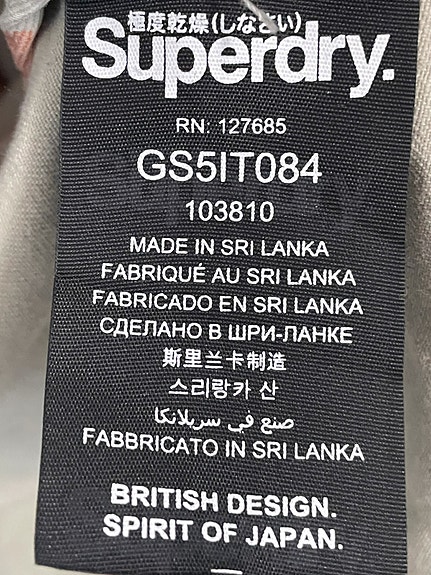 極度乾燥(しなさい)
Superdry.
RN: 127685
GS5IT084
103810
MADE IN SRI LANKA
FABRIQUÉ AU SRI LANKA
FABRICADO EN SRI LANKA
СДЕЛАНО В ШРИ-ЛАНКЕ
斯里兰卡制造
스리랑카 산
صنع في سريلانكا
FABBRICATO IN SRI LANKA
BRITISH DESIGN.
SPIRIT OF JAPAN.